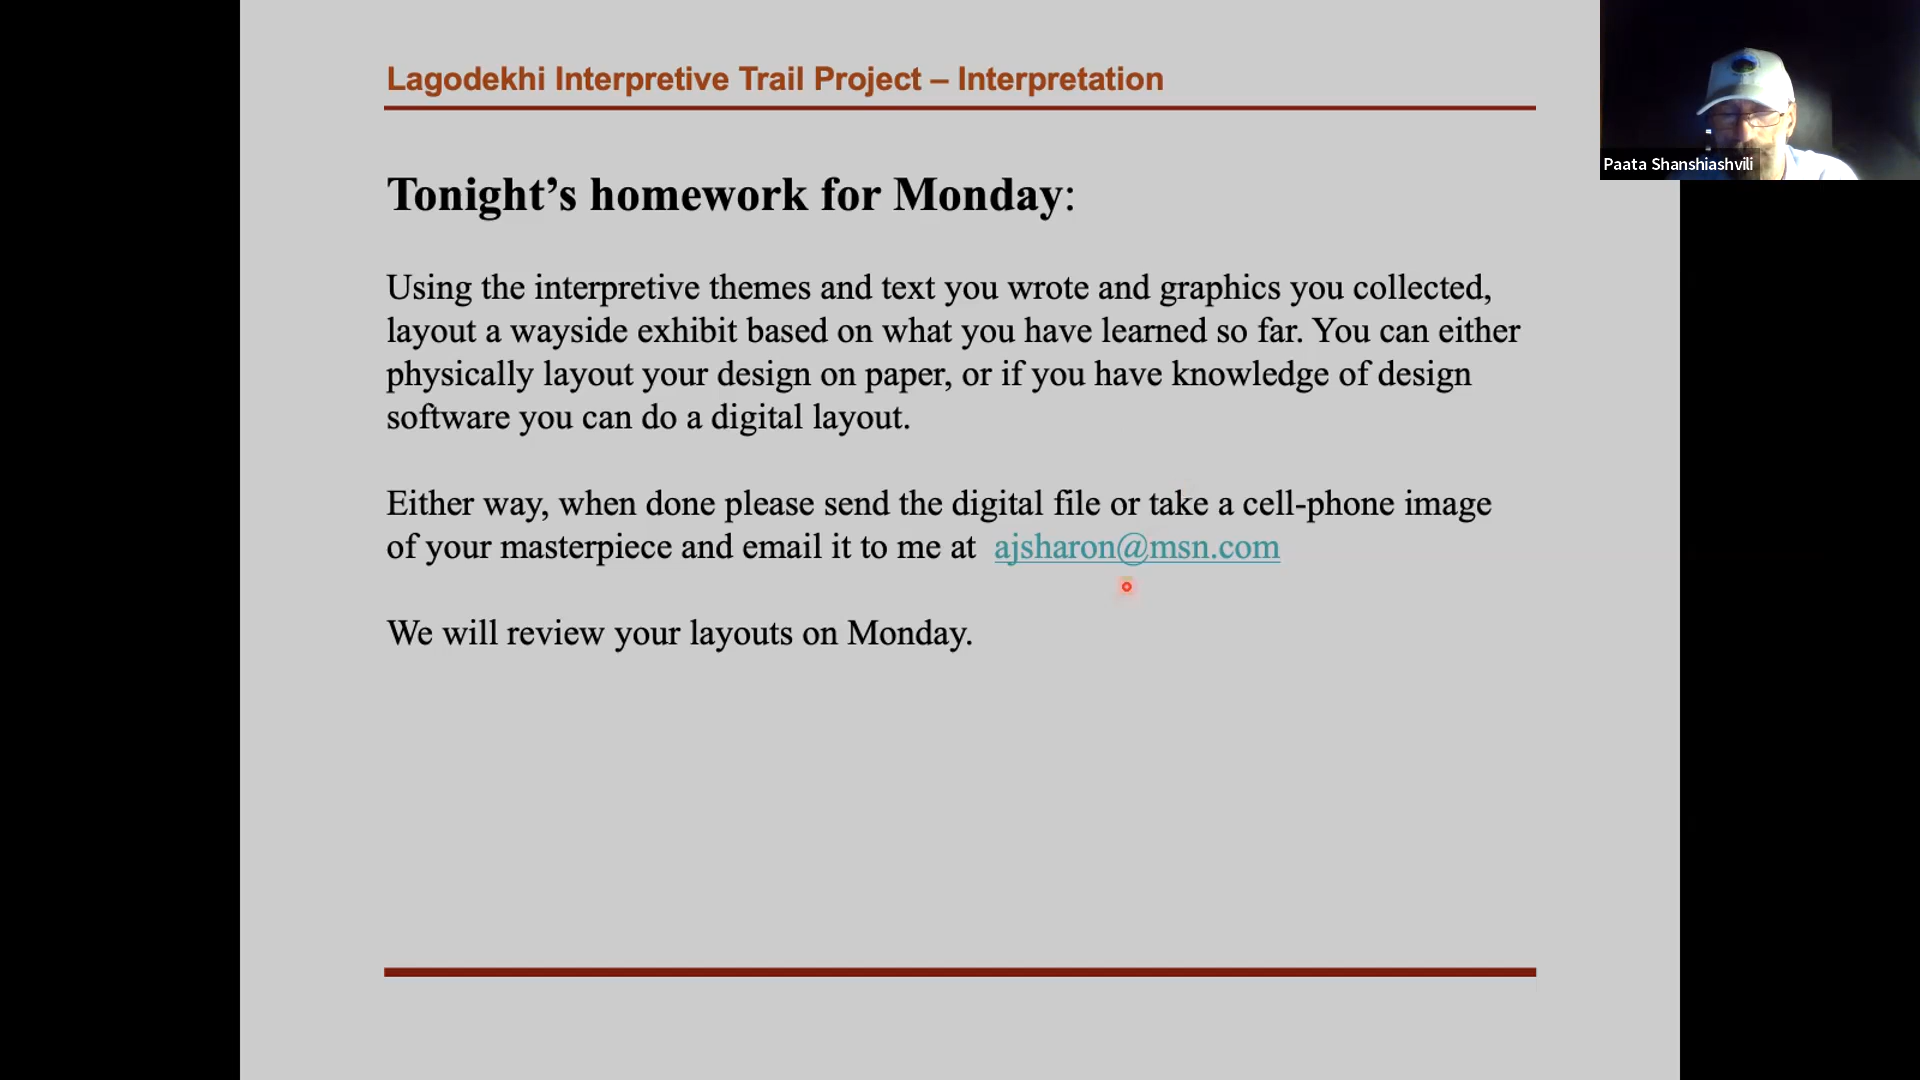 Lagodekhi Interpretive Trail Project – Interpretation
Paata Shanshiashvili
Tonight’s homework for Monday:
Using the interpretive themes and text you wrote and graphics you collected,
layout a wayside exhibit based on what you have learned so far. You can either
physically layout your design on paper, or if you have knowledge of design
software you can do a digital layout.
Either way, when done please send the digital file or take a cell-phone image
of your masterpiece and email it to me at ajsharon@msn.com
We will review your layouts on Monday.